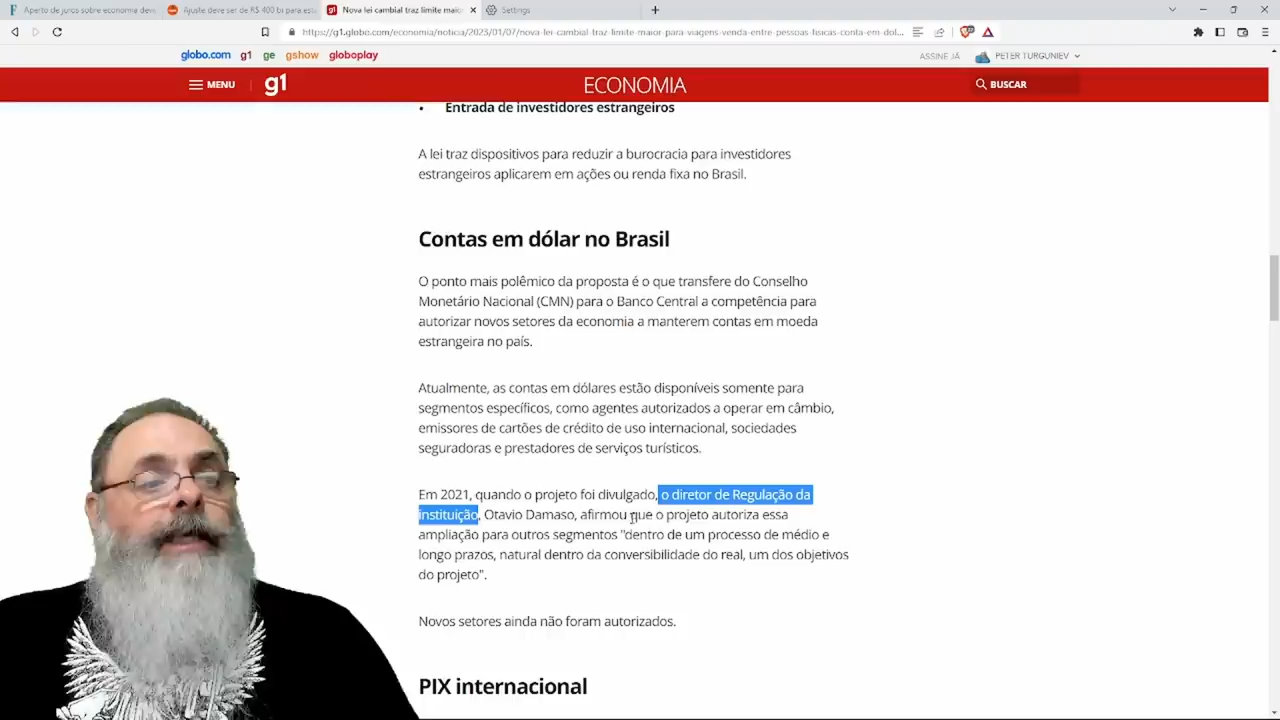 Aperto de juros sobre economia deve
Ajuste deve ser de R$ 400 bi para esta
Nova lei cambial traz limite maior
Settings
https://g1.globo.com/economia/noticia/2023/01/07/nova-lei-cambial-traz-limite-maior-para-viagens-venda-entre-pessoas-fisicas-conta-em-dol...
globo.com g1 ge gshow globoplay
ASSINE JÁ PETER TURGUNIEV
MENU g1 ECONOMIA BUSCAR
• Entrada de investidores estrangeiros
A lei traz dispositivos para reduzir a burocracia para investidores
estrangeiros aplicarem em ações ou renda fixa no Brasil.
Contas em dólar no Brasil
O ponto mais polêmico da proposta é o que transfere do Conselho
Monetário Nacional (CMN) para o Banco Central a competência para
autorizar novos setores da economia a manterem contas em moeda
estrangeira no país.
Atualmente, as contas em dólares estão disponíveis somente para
segmentos específicos, como agentes autorizados a operar em câmbio,
emissores de cartões de crédito de uso internacional, sociedades
seguradoras e prestadores de serviços turísticos.
Em 2021, quando o projeto foi divulgado, o diretor de Regulação da
instituição, Otavio Damaso, afirmou que o projeto autoriza essa
ampliação para outros segmentos "dentro de um processo de médio e
longo prazos, natural dentro da conversibilidade do real, um dos objetivos
do projeto".
Novos setores ainda não foram autorizados.
PIX internacional